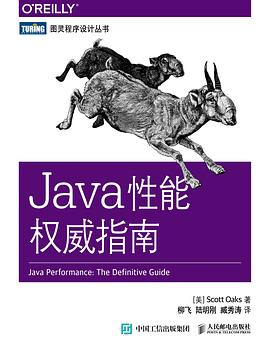 O'REILLY®
TURING 图灵程序设计丛书
Java性能
权威指南
Java Performance: The Definitive Guide
[美] Scott Oaks 著
柳飞 陆明刚 臧秀涛 译
中国工信出版集团 人民邮电出版社
POSTS & TELECOM PRESS